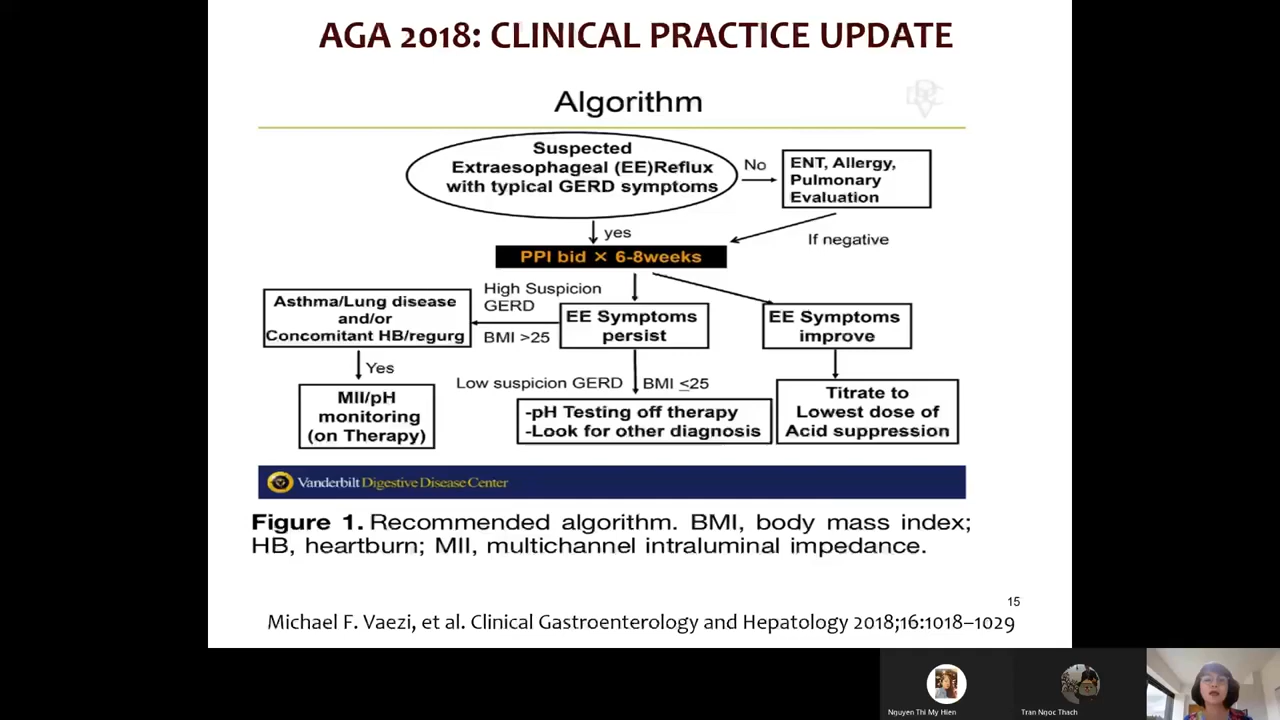 AGA 2018: CLINICAL PRACTICE UPDATE
Algorithm
Suspected
Extraesophageal (EE)Reflux
with typical GERD symptoms
No
ENT, Allergy,
Pulmonary
Evaluation
yes
If negative
PPI bid × 6-8weeks
High Suspicion
GERD
BMI >25
Asthma/Lung disease
and/or
Concomitant HB/regurg
EE Symptoms
persist
EE Symptoms
improve
Yes
Low suspicion GERD
BMI ≤25
MII/pH
monitoring
(on Therapy)
-pH Testing off therapy
-Look for other diagnosis
Titrate to
Lowest dose of
Acid suppression
Vanderbilt Digestive Disease Center
Figure 1. Recommended algorithm. BMI, body mass index;
HB, heartburn; MII, multichannel intraluminal impedance.
15
Michael F. Vaezi, et al. Clinical Gastroenterology and Hepatology 2018;16:1018–1029
Nguyen Thi My Hien
Tran Ngoc Thach